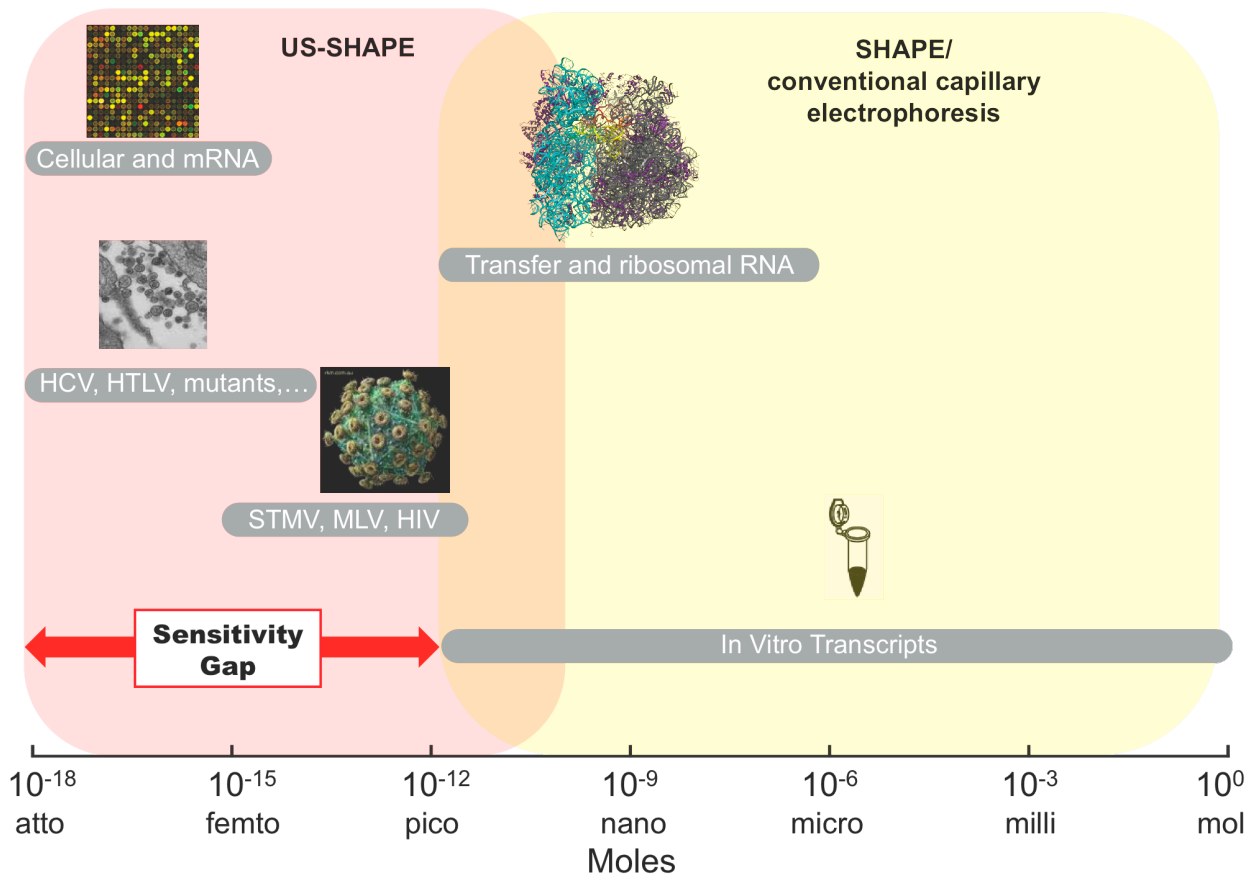 US-SHAPE
SHAPE/
conventional capillary
electrophoresis
Cellular and mRNA
Transfer and ribosomal RNA
HCV, HTLV, mutants,…
STMV, MLV, HIV
Sensitivity
Gap
In Vitro Transcripts
10-18 10-15 10-12 10-9 10-6 10-3 100
atto femto pico nano micro milli mol
Moles